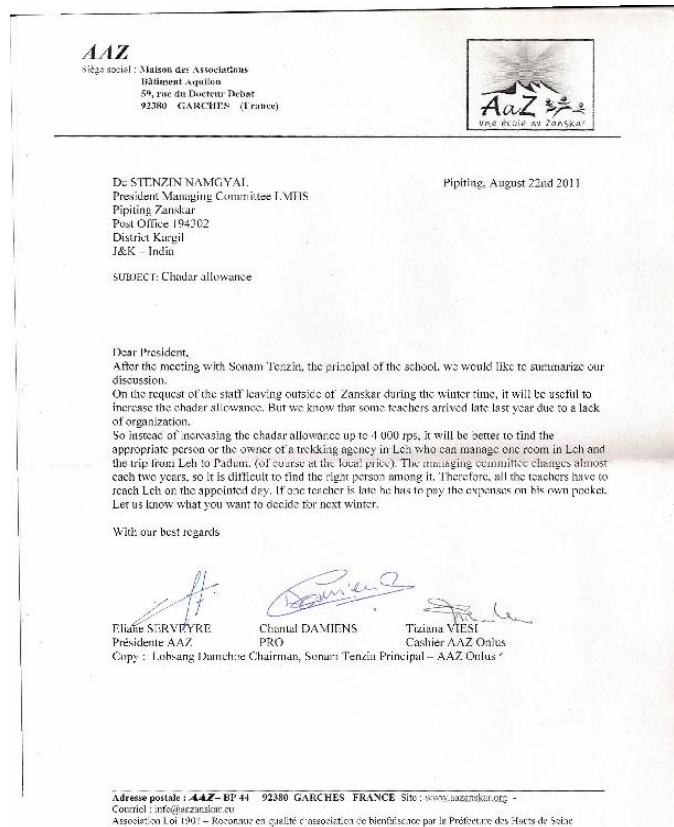 AAZ
Siège social : Maison des Associations
Bâtiment Aquilon
59, rue du Docteur Debat
92380 GARCHES (France)
AaZ
une école au Zanskar
De STENZIN NAMGYAL
Pipiting, August 22nd 2011
President Managing Committee LMHS
Pipiting Zanskar
Post Office 194302
District Kargil
J&K – India
SUBJECT: Chadar allowance
Dear President,
After the meeting with Sonam Tenzin, the principal of the school, we would like to summarize our
discussion.
On the request of the staff leaving outside of Zanskar during the winter time, it will be useful to
increase the chadar allowance. But we know that some teachers arrived late last year due to a lack
of organization.
So instead of increasing the chadar allowance up to 4 000 rps, it will be better to find the
appropriate person or the owner of a trekking agency in Leh who can manage one room in Leh and
the trip from Leh to Padum. (of course at the local price). The managing committee changes almost
each two years, so it is difficult to find the right person among it. Therefore, all the teachers have to
reach Leh on the appointed day. If one teacher is late he has to pay the expenses on his own pocket.
Let us know what you want to decide for next winter.
With our best regards
Eliane SERVEYRE Chantal DAMIENS Tiziana VIESI
Présidente AAZ PRO Cashier AAZ Onlus
Copy : Lobsang Damchoe Chairman, Sonam Tenzin Principal – AAZ Onlus
Adresse postale : AAZ – BP 44 92380 GARCHES FRANCE Site : www.aazanskar.org -
Courriel : info@aazanskar.eu
Association Loi 1901 – Reconnue en qualité d'association de bienfaisance par la Préfecture des Hauts de Seine